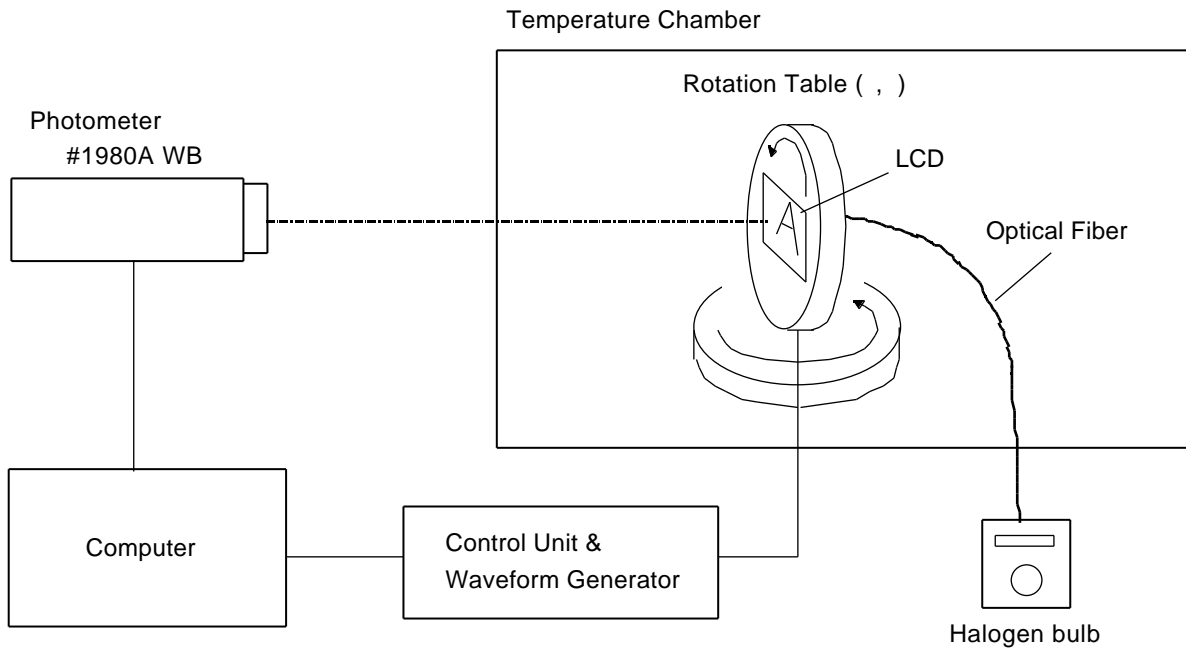 Temperature Chamber
Rotation Table ( , )
Photometer
#1980A WB
LCD
A
Optical Fiber
Computer
Control Unit &
Waveform Generator
Halogen bulb